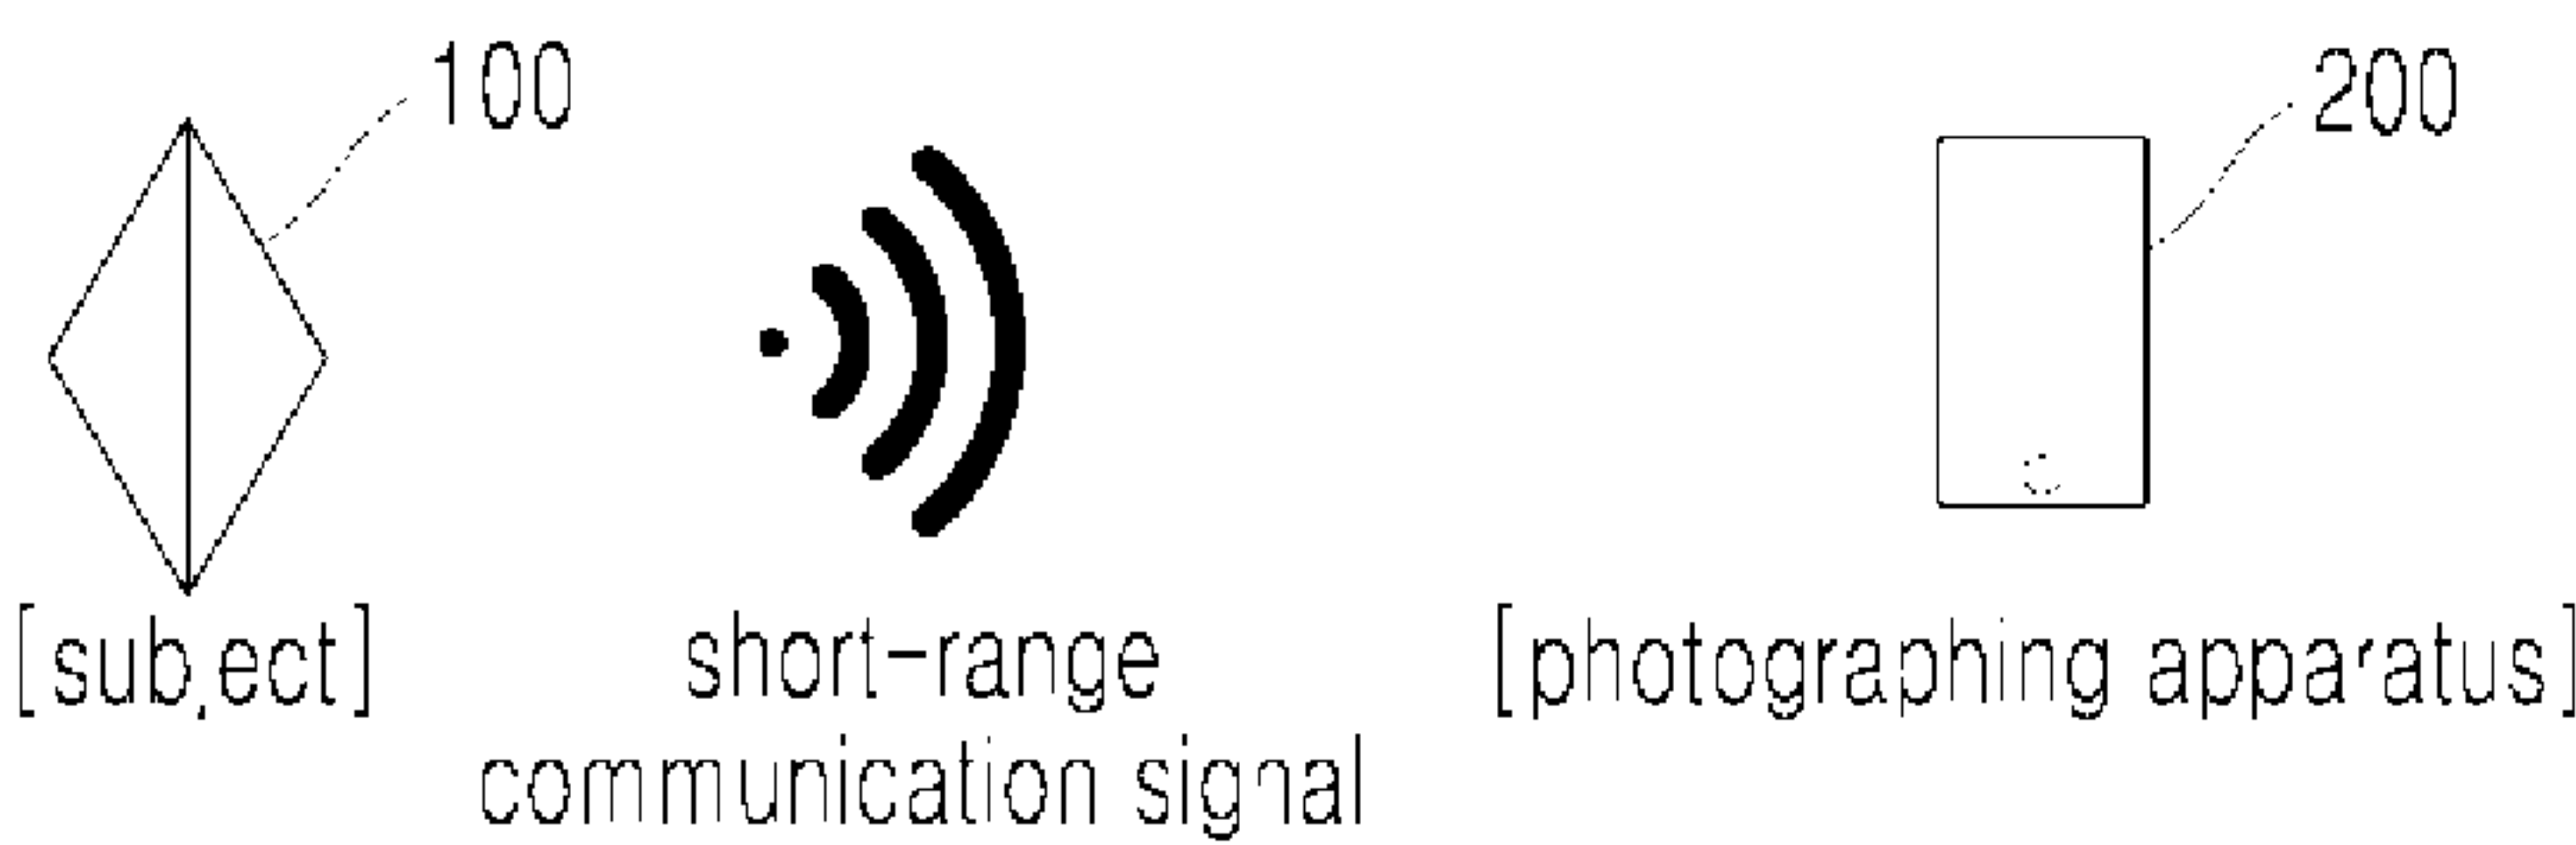 100
200
[subject]
short-range
communication signal
[photographing apparatus]